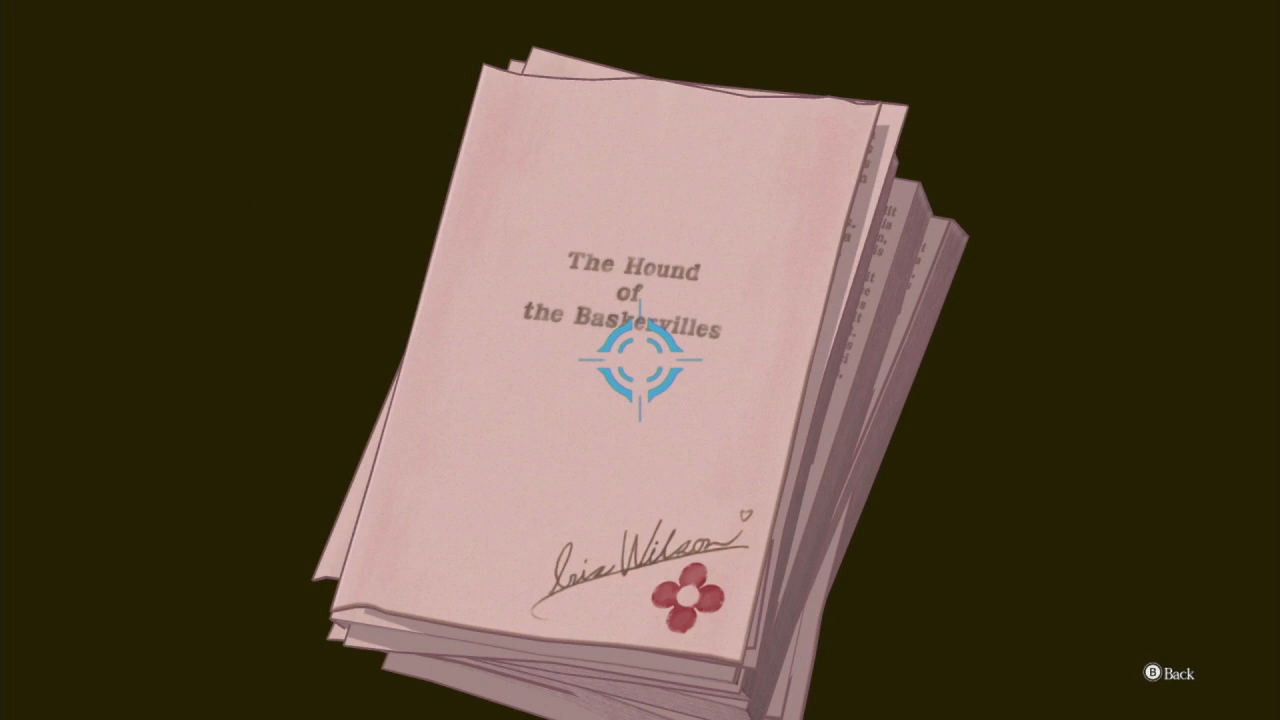 The Hound
of
the Baskervilles
Iris Wilson
B Back